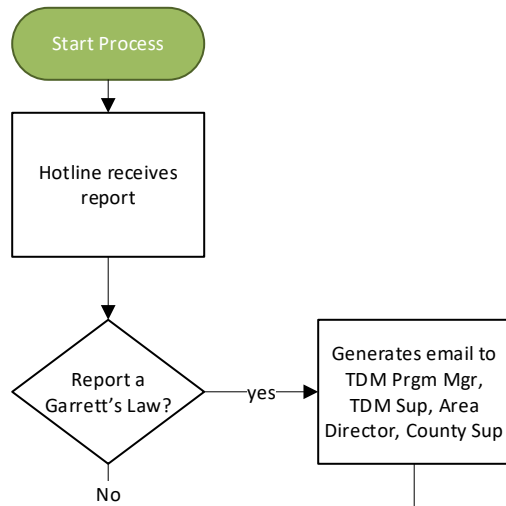 Start Process
Hotline receives
report
Report a
Garrett’s Law?
yes
Generates email to
TDM Prgm Mgr,
TDM Sup, Area
Director, County Sup
No